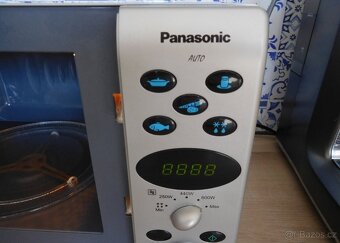 Panasonic
AUTO
8888
440W
250W
600W
Min
Max
© Bazos.cz